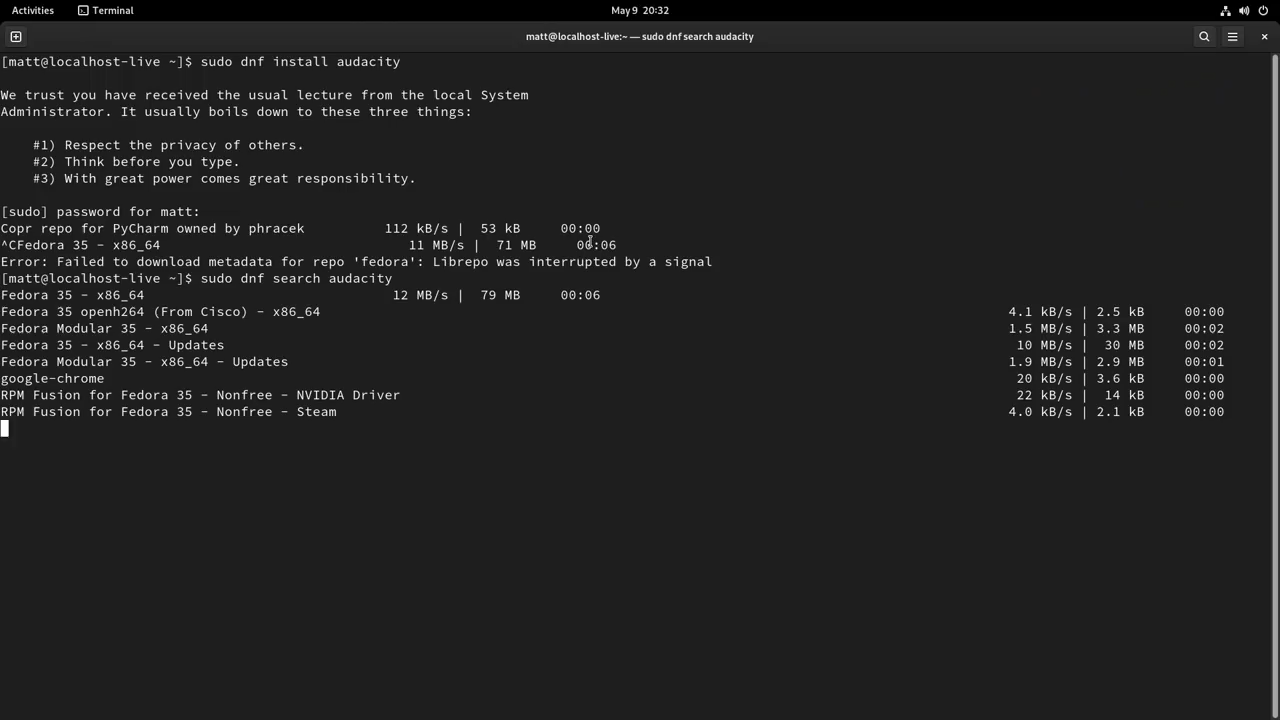 Activities Terminal May 9 20:32
matt@localhost-live:~ — sudo dnf search audacity
[matt@localhost-live ~]$ sudo dnf install audacity
We trust you have received the usual lecture from the local System
Administrator. It usually boils down to these three things:
#1) Respect the privacy of others.
#2) Think before you type.
#3) With great power comes great responsibility.
[sudo] password for matt:
Copr repo for PyCharm owned by phracek 112 kB/s | 53 kB 00:00
^CFedora 35 - x86_64 11 MB/s | 71 MB 00:06
Error: Failed to download metadata for repo 'fedora': Librepo was interrupted by a signal
[matt@localhost-live ~]$ sudo dnf search audacity
Fedora 35 - x86_64 12 MB/s | 79 MB 00:06
Fedora 35 openh264 (From Cisco) - x86_64 4.1 kB/s | 2.5 kB 00:00
Fedora Modular 35 - x86_64 1.5 MB/s | 3.3 MB 00:02
Fedora 35 - x86_64 - Updates 10 MB/s | 30 MB 00:02
Fedora Modular 35 - x86_64 - Updates 1.9 MB/s | 2.9 MB 00:01
google-chrome 20 kB/s | 3.6 kB 00:00
RPM Fusion for Fedora 35 - Nonfree - NVIDIA Driver 22 kB/s | 14 kB 00:00
RPM Fusion for Fedora 35 - Nonfree - Steam 4.0 kB/s | 2.1 kB 00:00